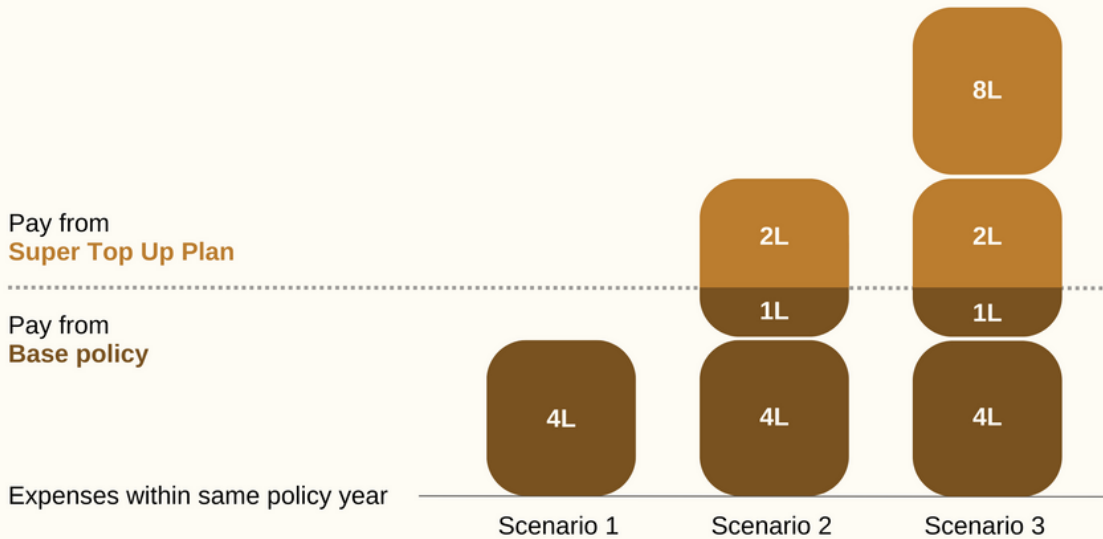 8L
2L
2L
Pay from
Super Top Up Plan
1L
1L
Pay from
Base policy
4L
4L
4L
Expenses within same policy year
Scenario 1
Scenario 2
Scenario 3